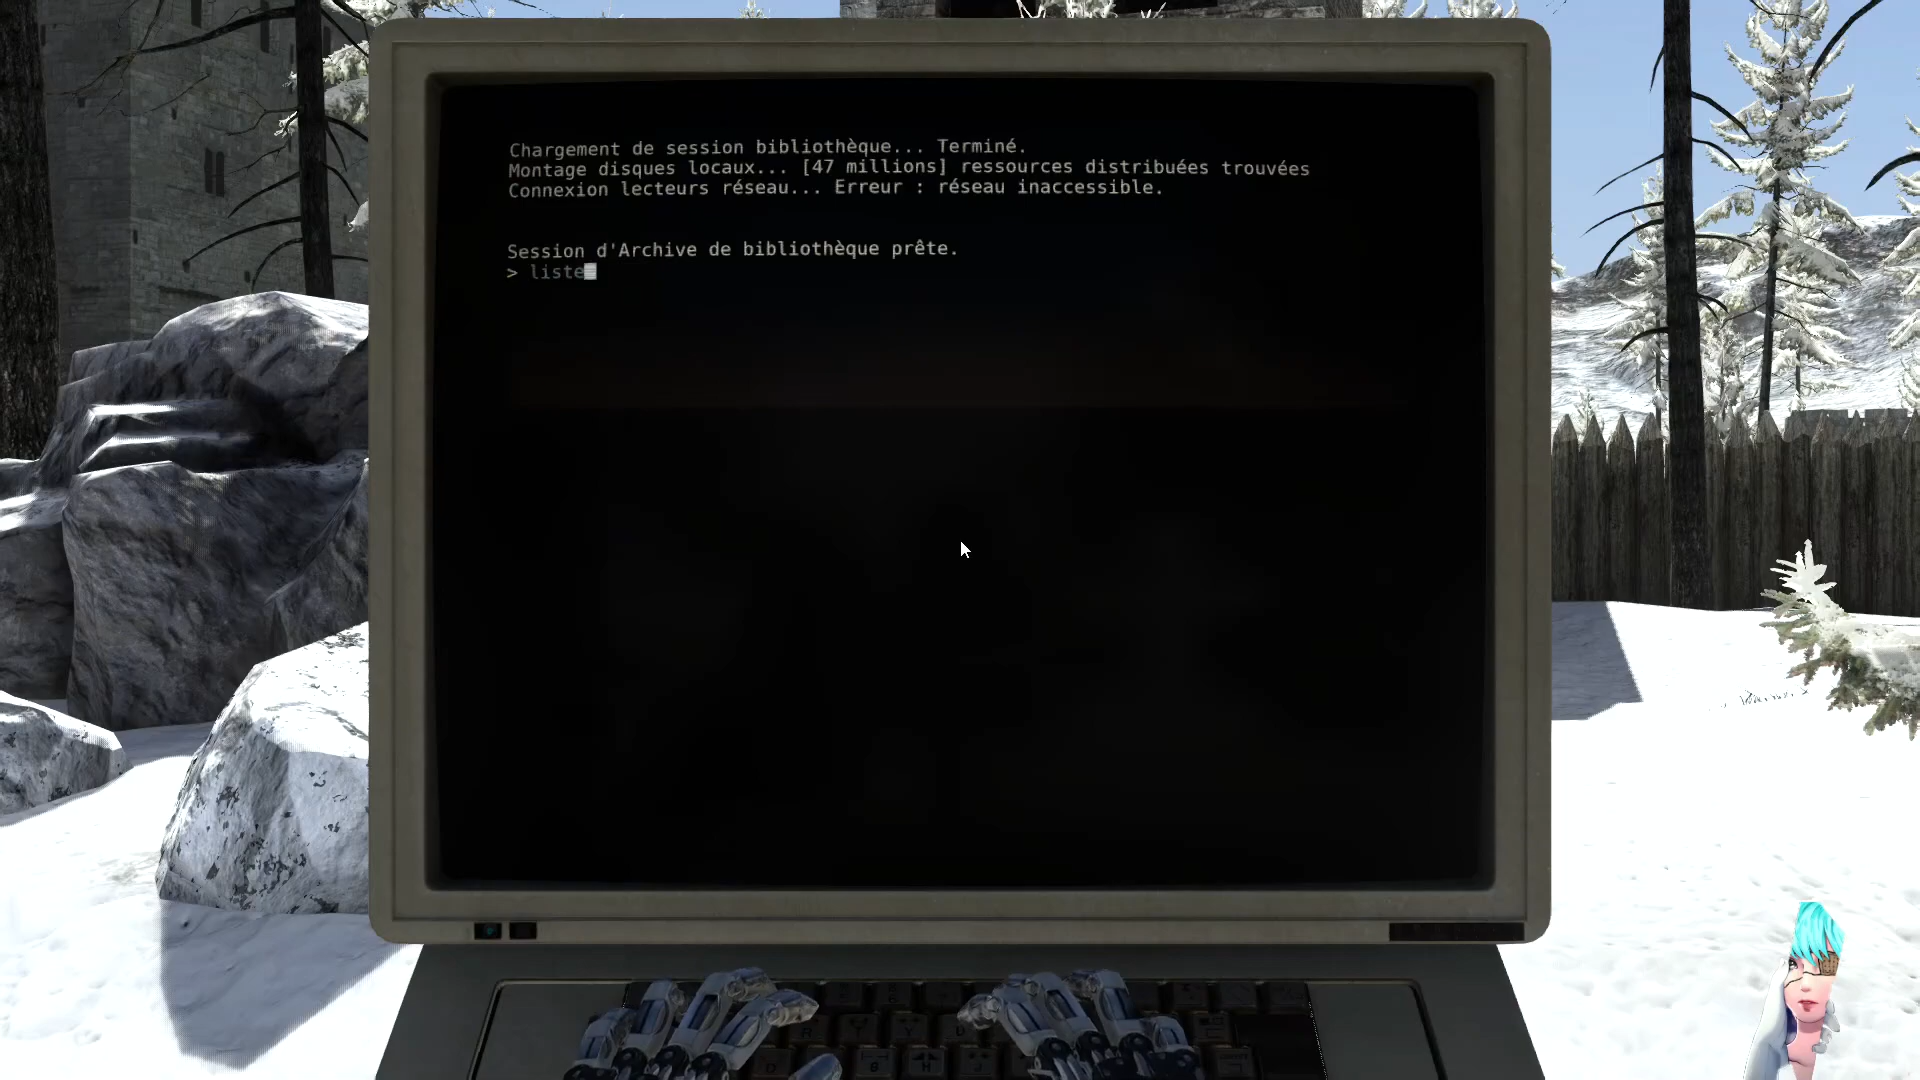 Chargement de session bibliothèque... Terminé.
Montage disques locaux... [47 millions] ressources distribuées trouvées
Connexion lecteurs réseau... Erreur : réseau inaccessible.
Session d'Archive de bibliothèque prête.
> liste